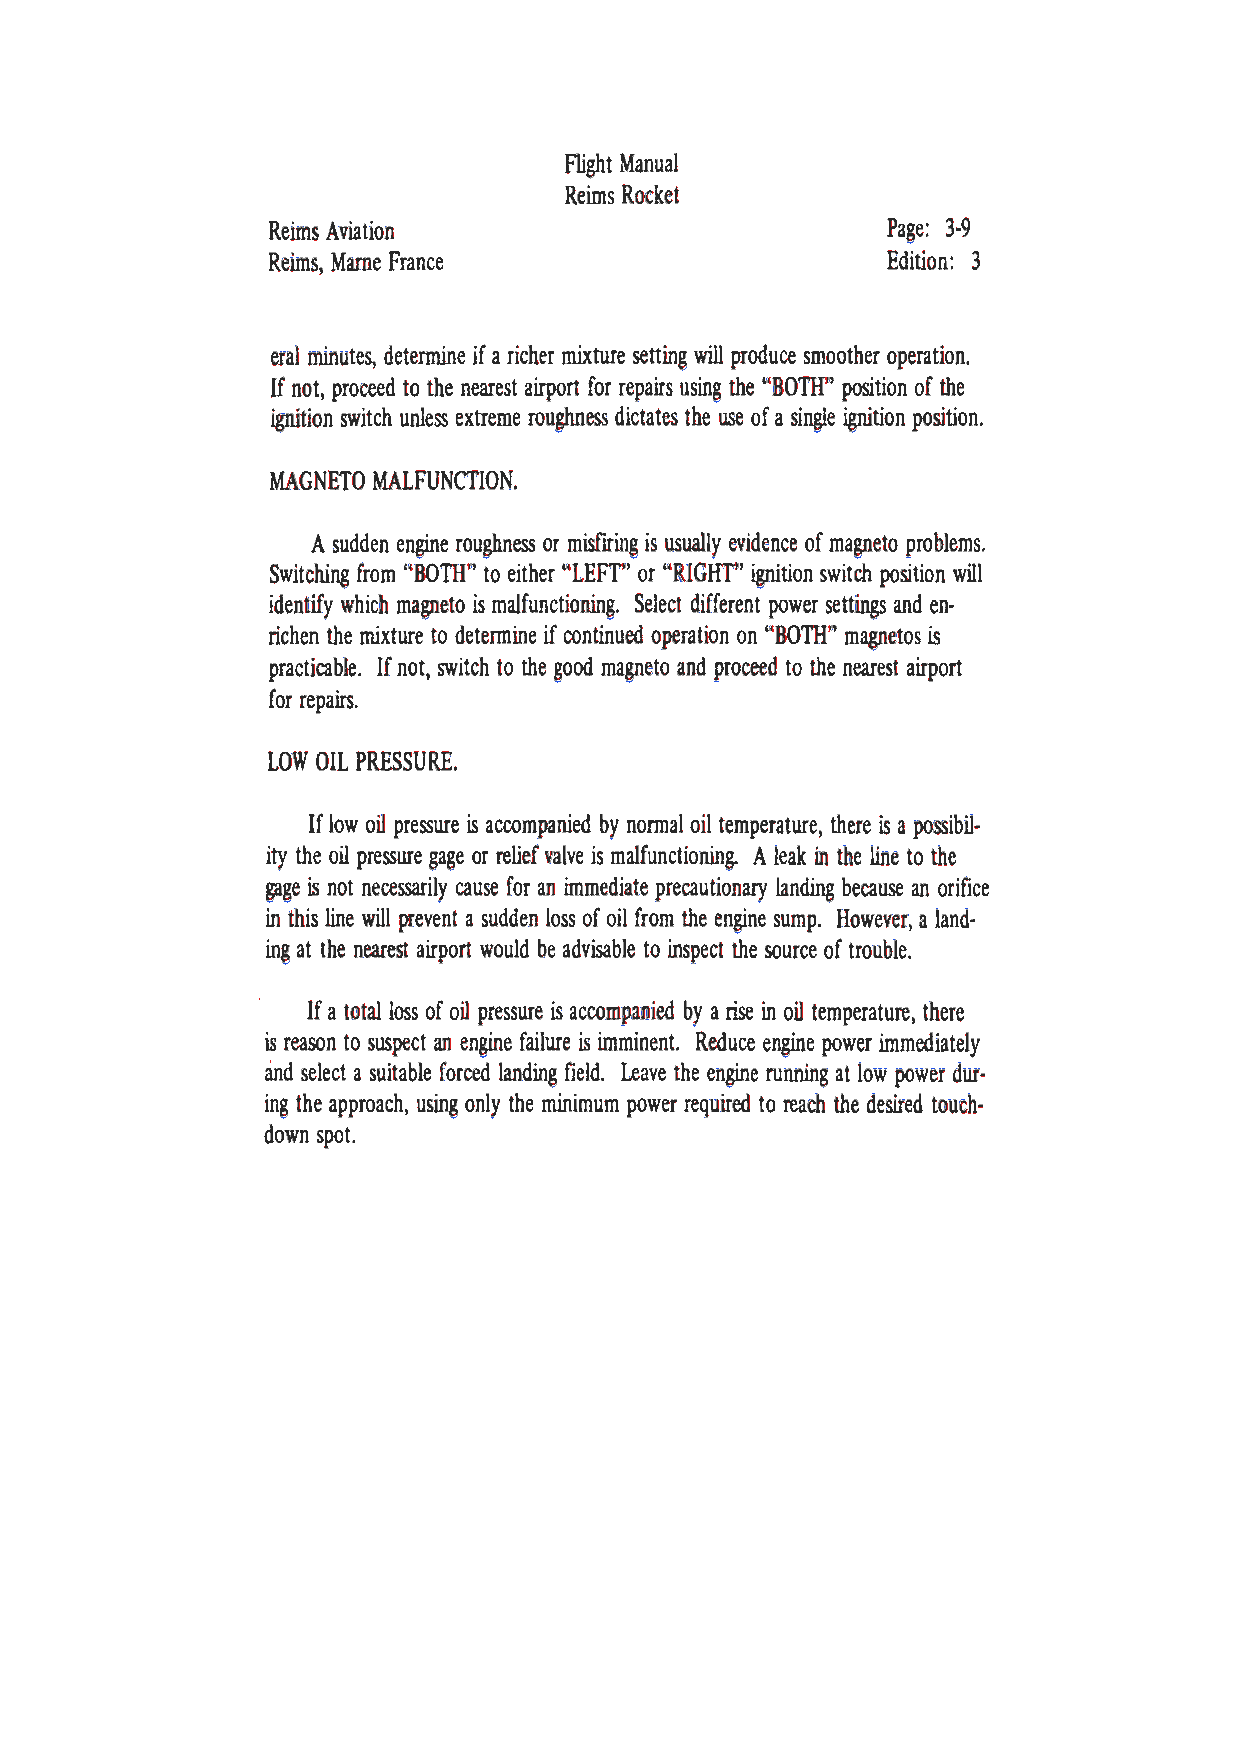 Flight Manual
Reims Rocket
Reims Aviation Page: 3-9
Reims, Marne France Edition: 3
eral minutes, determine if a richer mixture setting will produce smoother operation.
If not, proceed to the nearest airport for repairs using the “BOTH” position of the
ignition switch unless extreme roughness dictates the use of a single ignition position.
MAGNETO MALFUNCTION.
A sudden engine roughness or misfiring is usually evidence of magneto problems.
Switching from “BOTH” to either “LEFT” or “RIGHT” ignition switch position will
identify which magneto is malfunctioning. Select different power settings and en-
richen the mixture to determine if continued operation on “BOTH” magnetos is
practicable. If not, switch to the good magneto and proceed to the nearest airport
for repairs.
LOW OIL PRESSURE.
If low oil pressure is accompanied by normal oil temperature, there is a possibil-
ity the oil pressure gage or relief valve is malfunctioning. A leak in the line to the
gage is not necessarily cause for an immediate precautionary landing because an orifice
in this line will prevent a sudden loss of oil from the engine sump. However, a land-
ing at the nearest airport would be advisable to inspect the source of trouble.
If a total loss of oil pressure is accompanied by a rise in oil temperature, there
is reason to suspect an engine failure is imminent. Reduce engine power immediately
and select a suitable forced landing field. Leave the engine running at low power dur-
ing the approach, using only the minimum power required to reach the desired touch-
down spot.